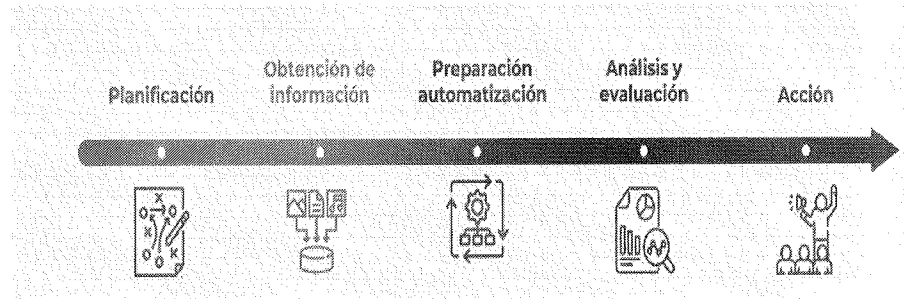 Planificación
Obtención de
información
Preparación
automatización
Análisis y
evaluación
Acción